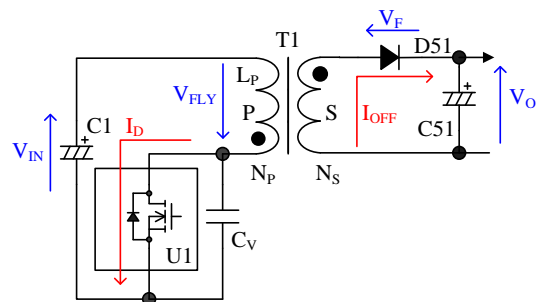 T1
V_F
D51
L_P
V_FLY
P
S
I_OFF
V_O
C1
+
I_D
+
C51
V_IN
N_P
N_S
C_V
U1